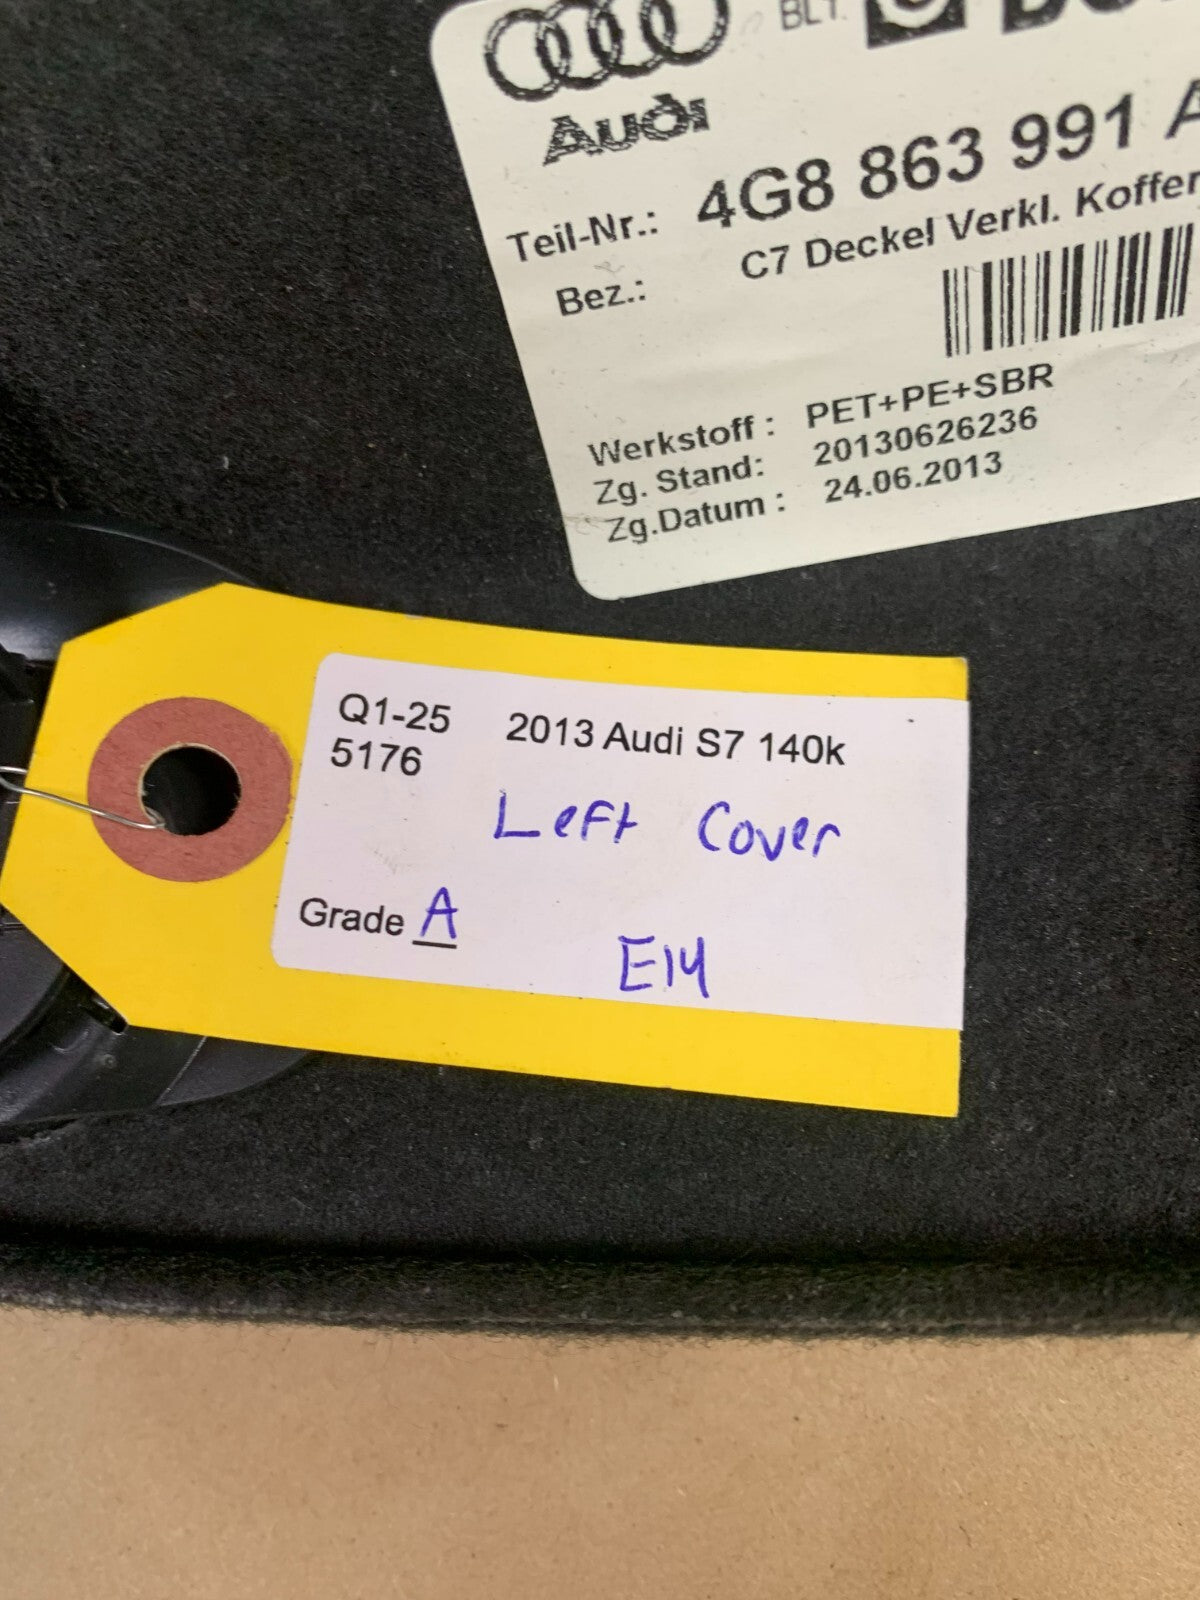 BLT.
Audi
Teil-Nr.: 4G8 863 991 A
Bez.: C7 Deckel Verkl. Koffer
Werkstoff : PET+PE+SBR
Zg. Stand: 20130626236
Zg.Datum : 24.06.2013
Q1-25 2013 Audi S7 140k
5176
Left Cover
Grade A
E14